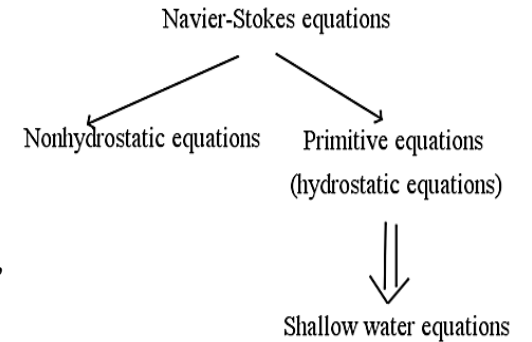 Navier-Stokes equations
Nonhydrostatic equations
Primitive equations
(hydrostatic equations)
,
Shallow water equations